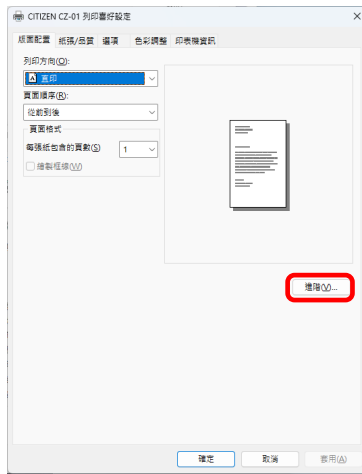 CITIZEN CZ-01 列印喜好設定
版面配置 紙張/品質 選項 色彩調整 印表機資訊
列印方向(O):
直印
頁面順序(R):
從前到後
頁面格式
每張紙包含的頁數(S) 1
繪製框線(W)
進階(V)...
確定 取消 套用(A)